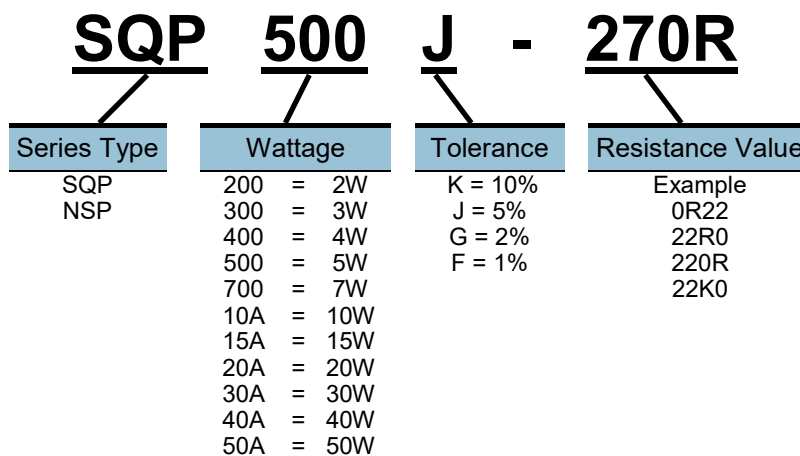 SQP 500 J - 270R
Series Type Wattage Tolerance Resistance Value
SQP 200 = 2W K = 10% Example
NSP 300 = 3W J = 5% 0R22
400 = 4W G = 2% 22R0
500 = 5W F = 1% 220R
700 = 7W 22K0
10A = 10W
15A = 15W
20A = 20W
30A = 30W
40A = 40W
50A = 50W